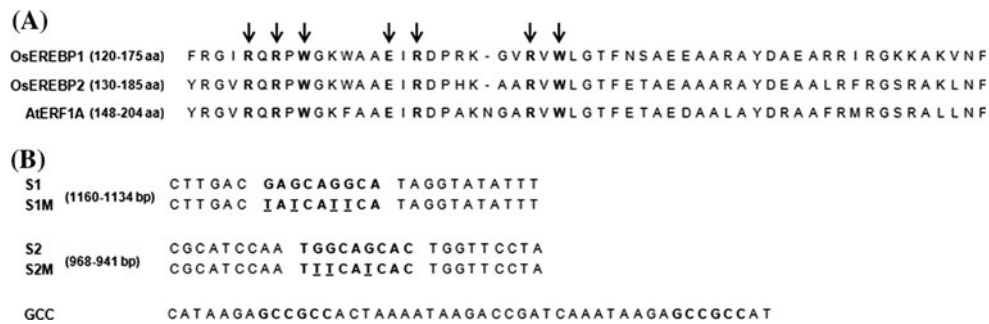 (A)
OsEREBP1 (120-175 aa) F R G I R Q R P W G K W A A E I R D P R K - G V R V W L G T F N S A E E A A R A Y D A E A R R I R G K K A K V N F
OsEREBP2 (130-185 aa) Y R G V R Q R P W G K W A A E I R D P H K - A A R V W L G T F E T A E A A A R A Y D E A A L R F R G S R A K L N F
AtERF1A (148-204 aa) Y R G V R Q R P W G K F A A E I R D P A K N G A R V W L G T F E T A E D A A L A Y D R A A F R M R G S R A L L N F
(B)
S1 C T T G A C G A G C A G G C A T A G G T A T A T T T
(1160-1134 bp)
S1M C T T G A C T A T C A T T C A T A G G T A T A T T T
S2 C G C A T C C A A T G G C A G C A C T G G T T C C T A
(968-941 bp)
S2M C G C A T C C A A T T T C A T C A C T G G T T C C T A
GCC C A T A A G A G C C G C C A C T A A A A T A A G A C C G A T C A A A T A A G A G C C G C C A T